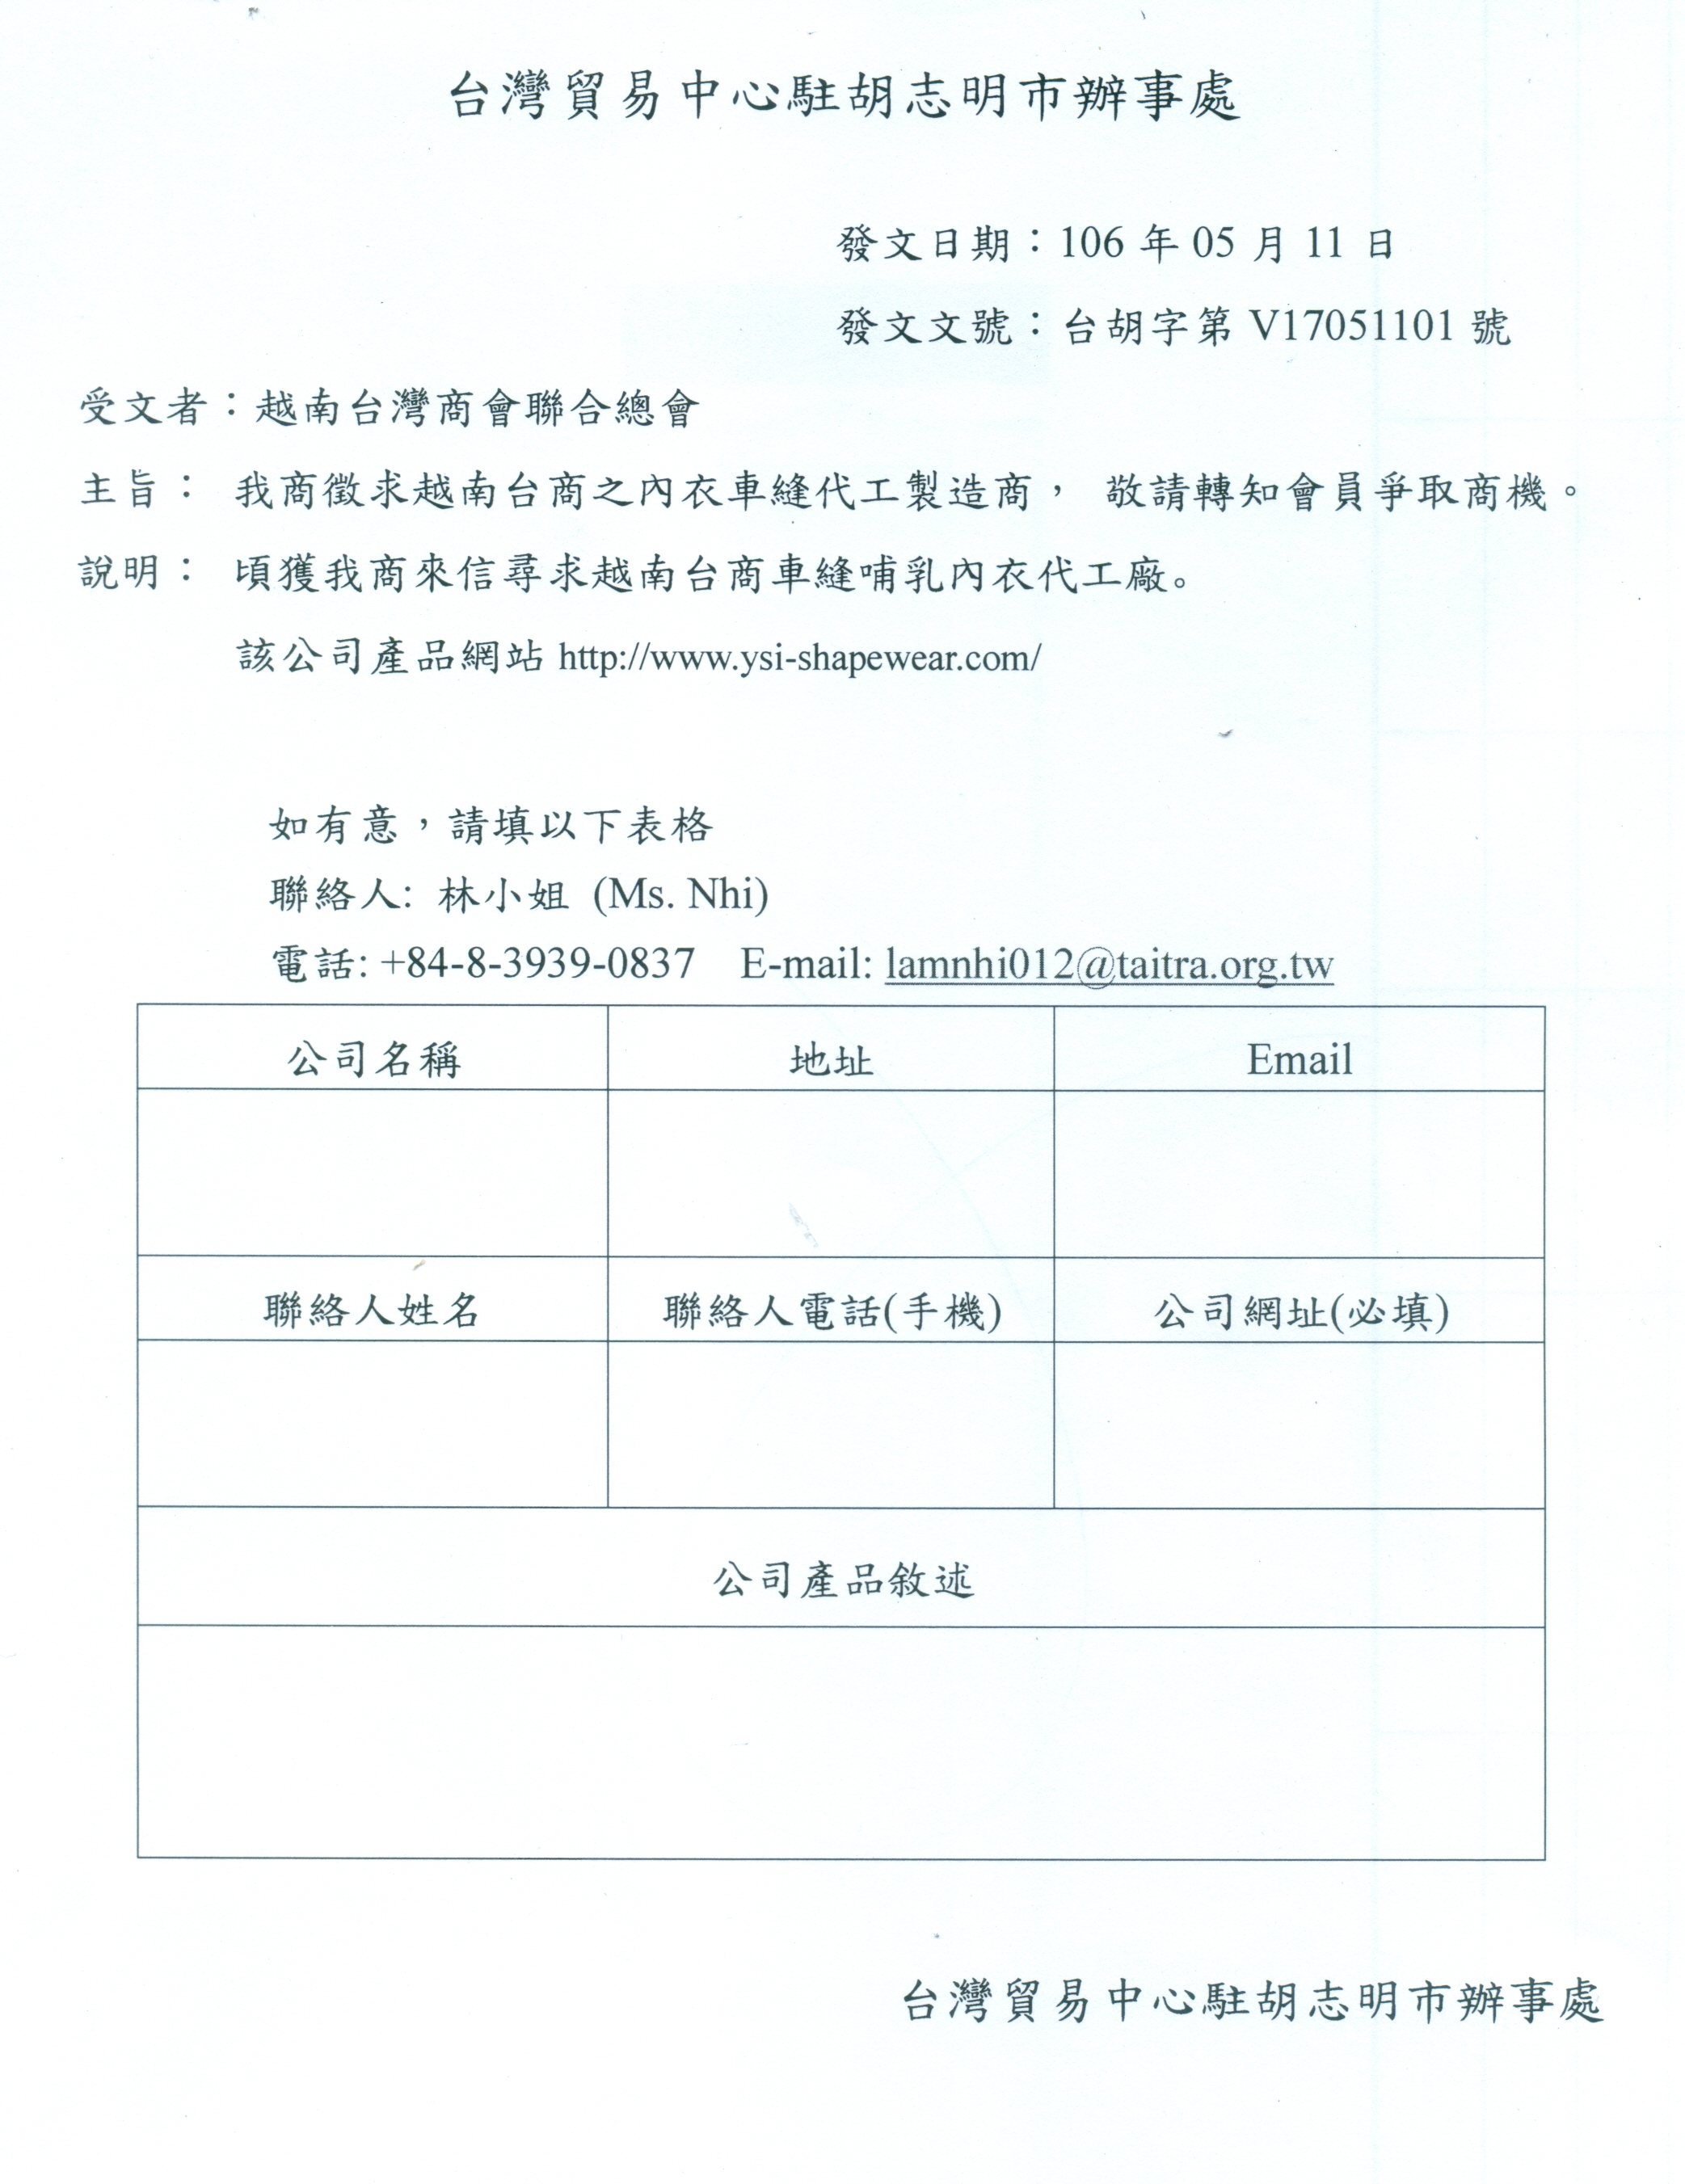 台灣貿易中心駐胡志明市辦事處
發文日期：106 年 05 月 11 日
發文文號：台胡字第 V17051101 號
受文者：越南台灣商會聯合總會
主旨： 我商徵求越南台商之內衣車縫代工製造商， 敬請轉知會員爭取商機。
說明： 頃獲我商來信尋求越南台商車縫哺乳內衣代工廠。
該公司產品網站 http://www.ysi-shapewear.com/
如有意，請填以下表格
聯絡人: 林小姐 (Ms. Nhi)
電話: +84-8-3939-0837 E-mail: lamnhi012@taitra.org.tw
公司名稱 地址 Email
聯絡人姓名 聯絡人電話(手機) 公司網址(必填)
公司產品敘述
台灣貿易中心駐胡志明市辦事處